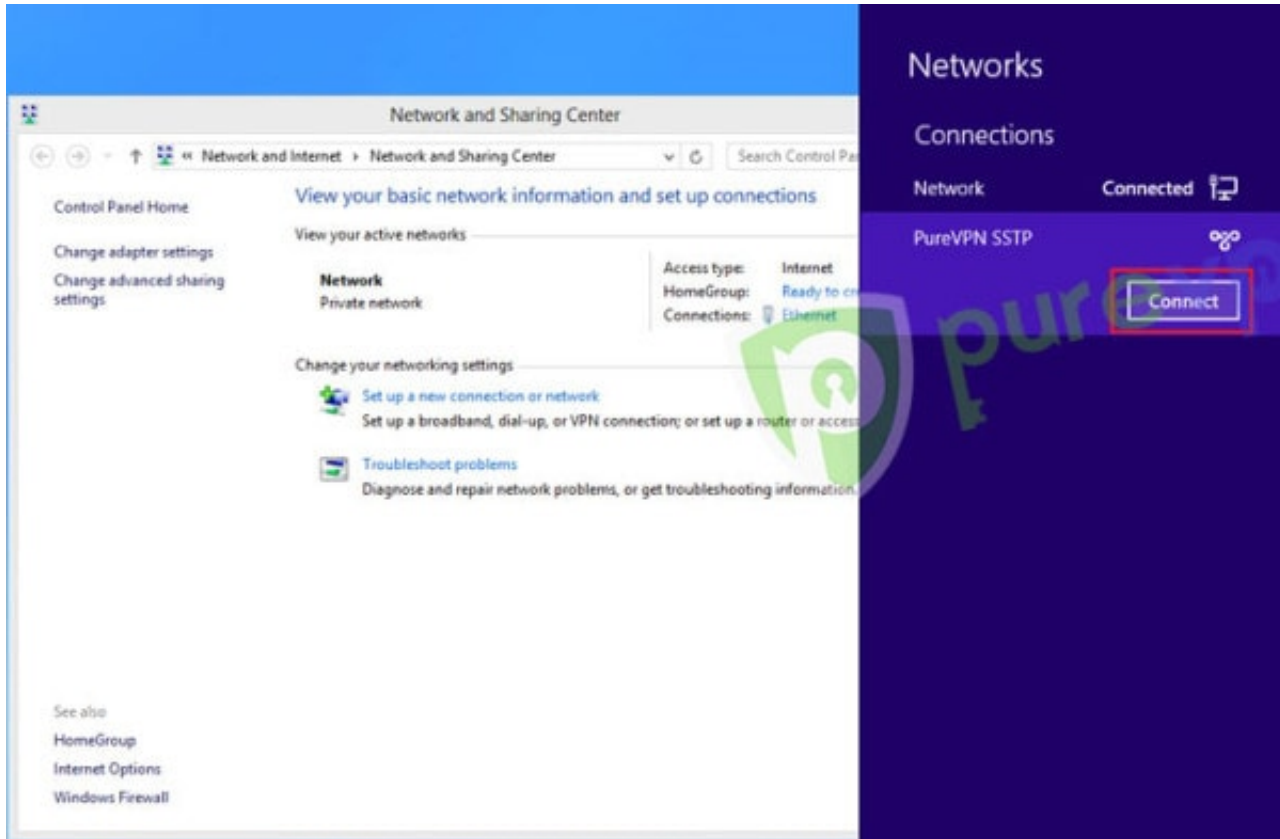 Network and Sharing Center
« Network and Internet ▸ Network and Sharing Center
Search Control
Control Panel Home
Change adapter settings
Change advanced sharing
settings
View your basic network information and set up connections
View your active networks
Network
Private network
Access type: Internet
HomeGroup: Ready to
Connections: Ethernet
Change your networking settings
Set up a new connection or network
Set up a broadband, dial-up, or VPN connection; or set up a router or access
Troubleshoot problems
Diagnose and repair network problems, or get troubleshooting information.
See also
HomeGroup
Internet Options
Windows Firewall
Networks
Connections
Network Connected
PureVPN SSTP
Connect
purevpn